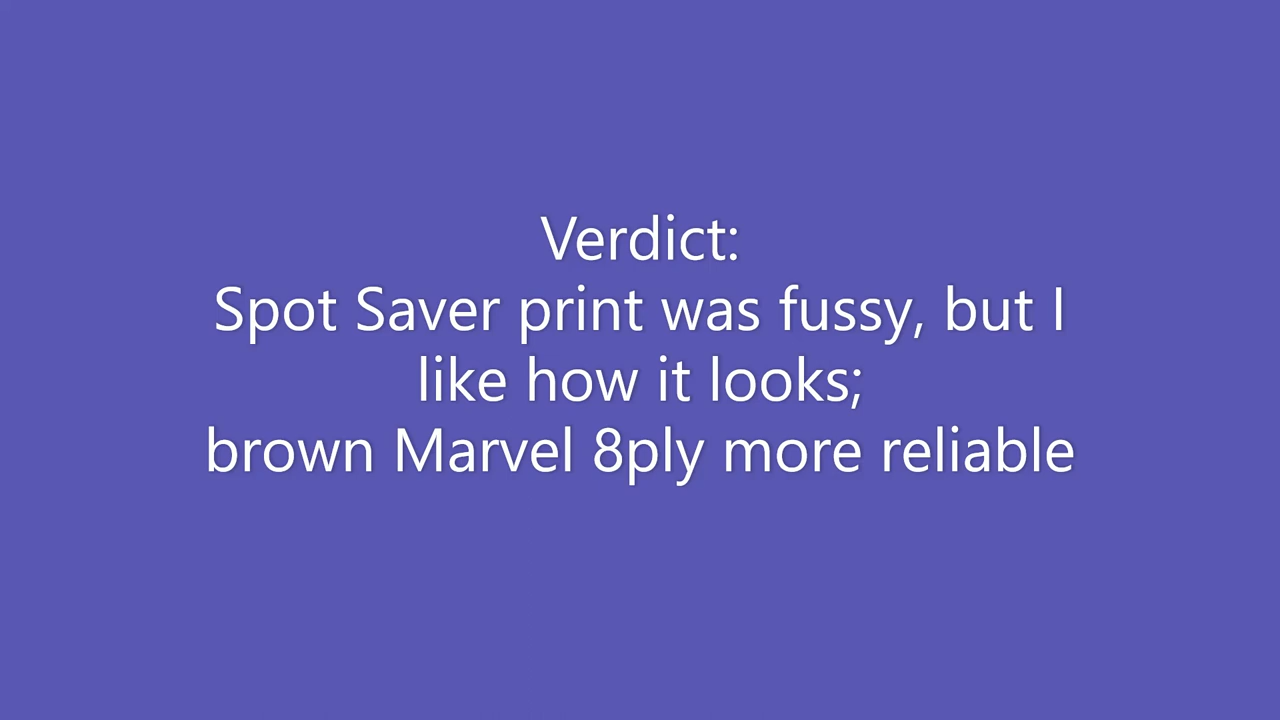 Verdict:
Spot Saver print was fussy, but I
like how it looks;
brown Marvel 8ply more reliable